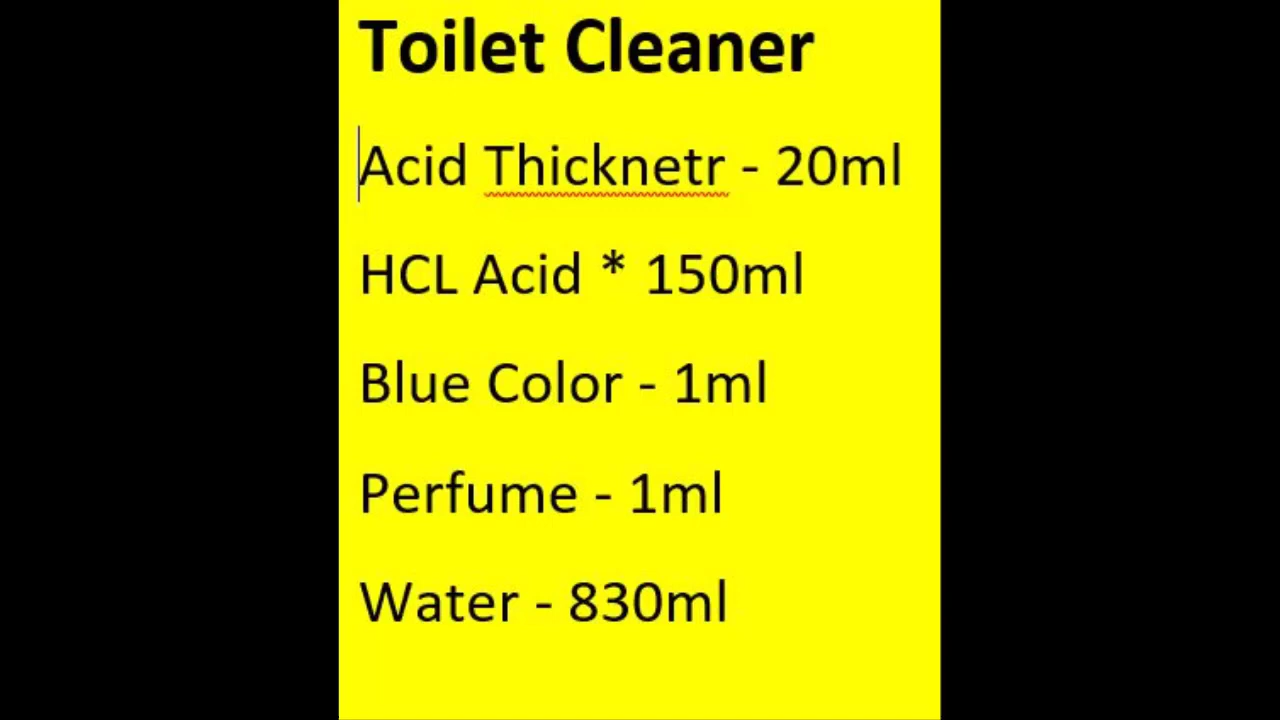 Toilet Cleaner
Acid Thicknetr - 20ml
HCL Acid * 150ml
Blue Color - 1ml
Perfume - 1ml
Water - 830ml